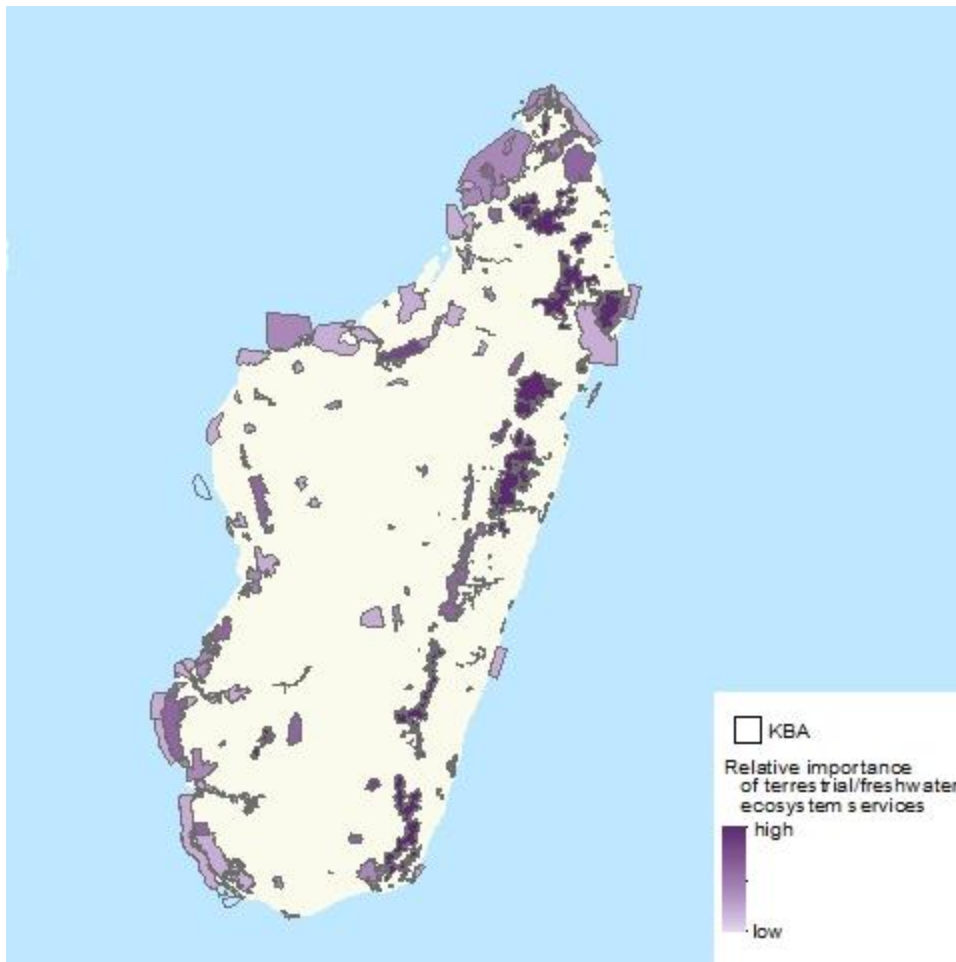 KBA
Relative importance
of terrestrial/freshwater
ecosystem services
high
low